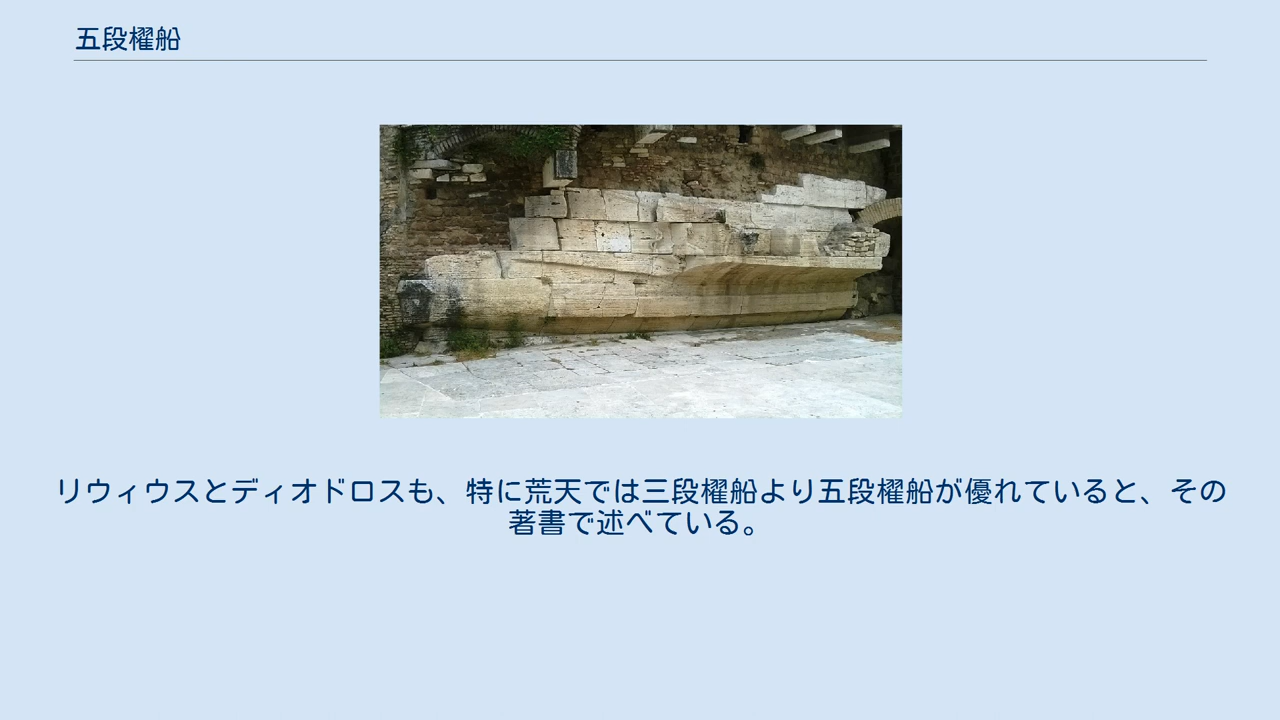 五段櫂船
リウィウスとディオドロスも、特に荒天では三段櫂船より五段櫂船が優れていると、その
著書で述べている。